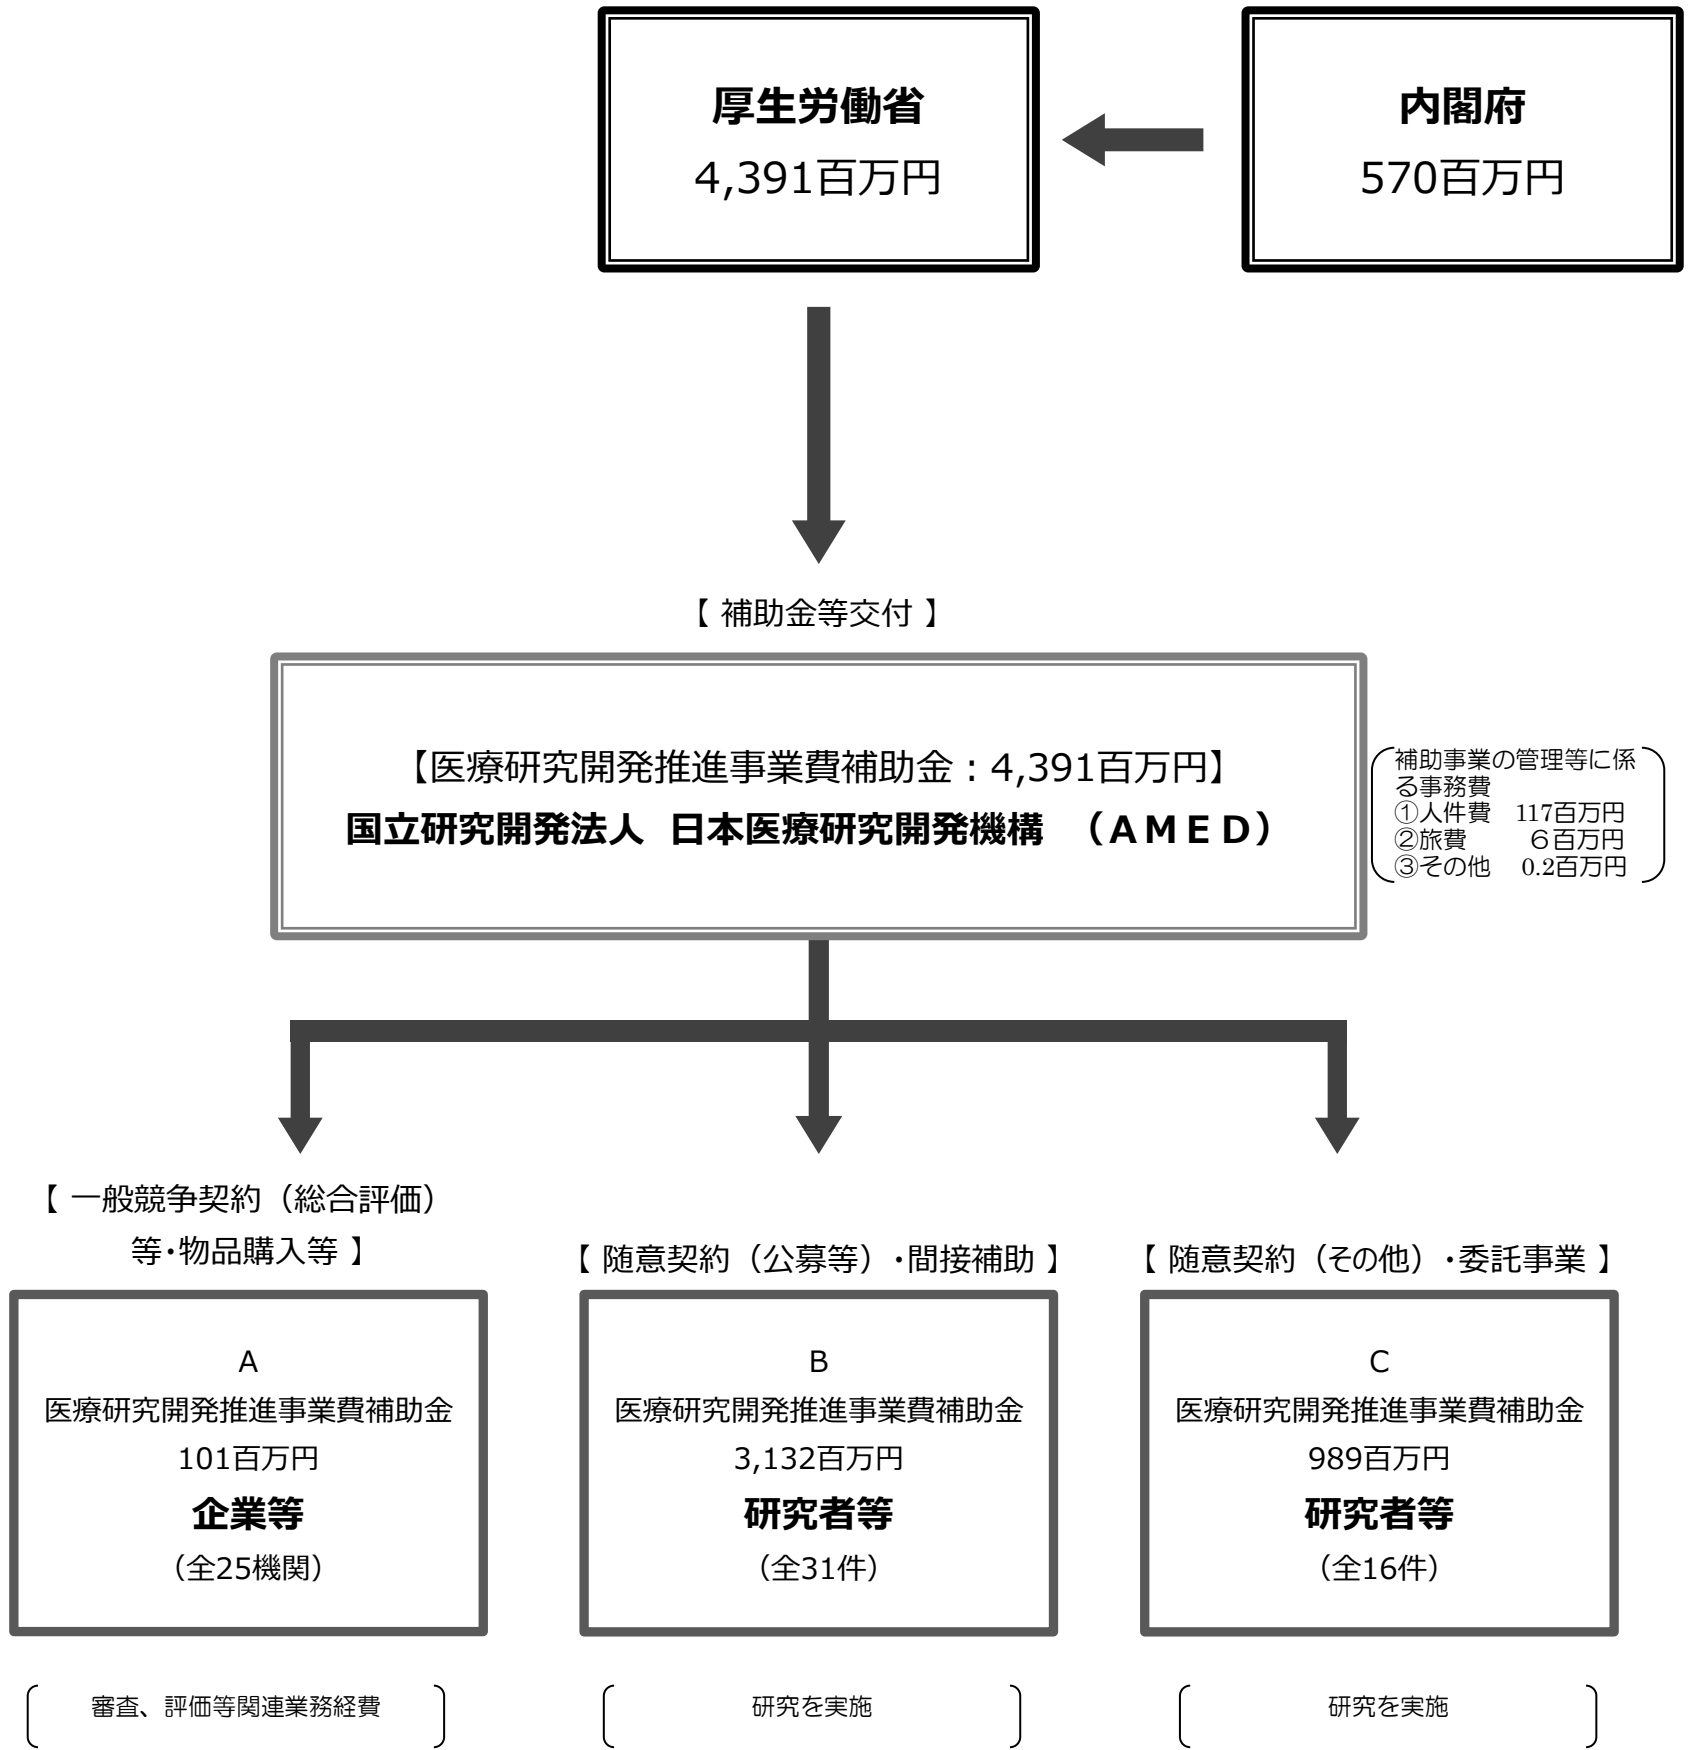 厚生労働省
4,391百万円
内閣府
570百万円
【 補助金等交付 】
【医療研究開発推進事業費補助金：4,391百万円】
国立研究開発法人 日本医療研究開発機構 （ＡＭＥＤ）
補助事業の管理等に係
る事務費
①人件費　117百万円
②旅費　　６百万円
③その他　0.2百万円
【 一般競争契約（総合評価）
等・物品購入等 】
A
医療研究開発推進事業費補助金
101百万円
企業等
（全25機関）
審査、評価等関連業務経費
【 随意契約（公募等）・間接補助 】
B
医療研究開発推進事業費補助金
3,132百万円
研究者等
（全31件）
研究を実施
【 随意契約（その他）・委託事業 】
C
医療研究開発推進事業費補助金
989百万円
研究者等
（全16件）
研究を実施